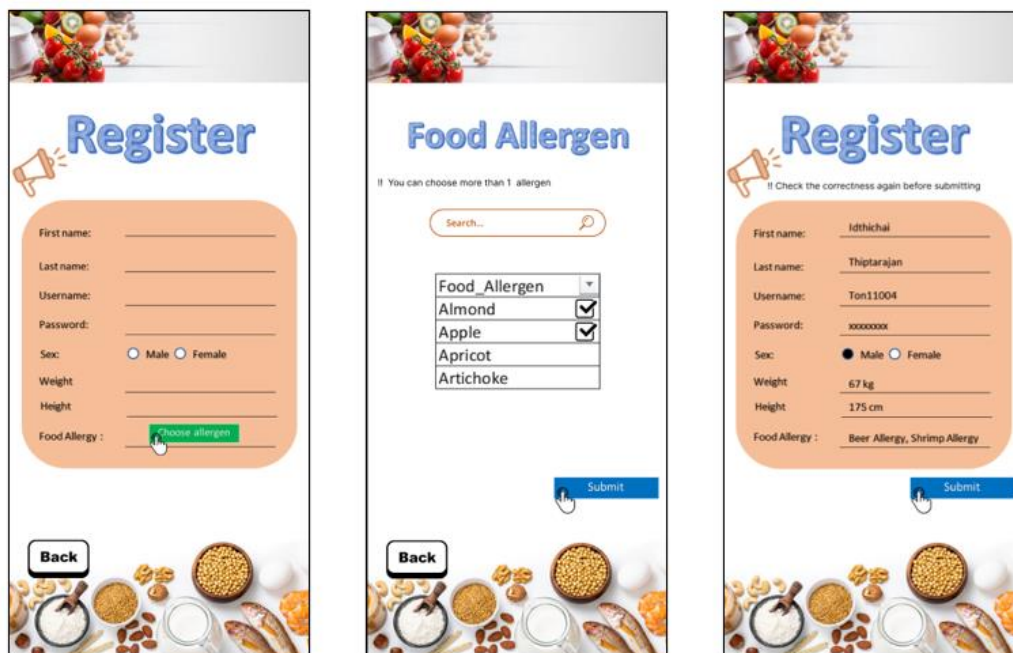 Register
First name:
Last name:
Username:
Password:
Sex: Male Female
Weight
Height
Food Allergy : Choose allergen
Back
Food Allergen
!! You can choose more than 1 allergen
Search...
Food_Allergen
Almond
Apple
Apricot
Artichoke
Submit
Back
Register
!! Check the correctness again before submitting
First name: Idthichai
Last name: Thiptarajan
Username: Ton11004
Password: xxxxxxxx
Sex: Male Female
Weight 67 kg
Height 175 cm
Food Allergy : Beer Allergy, Shrimp Allergy
Submit